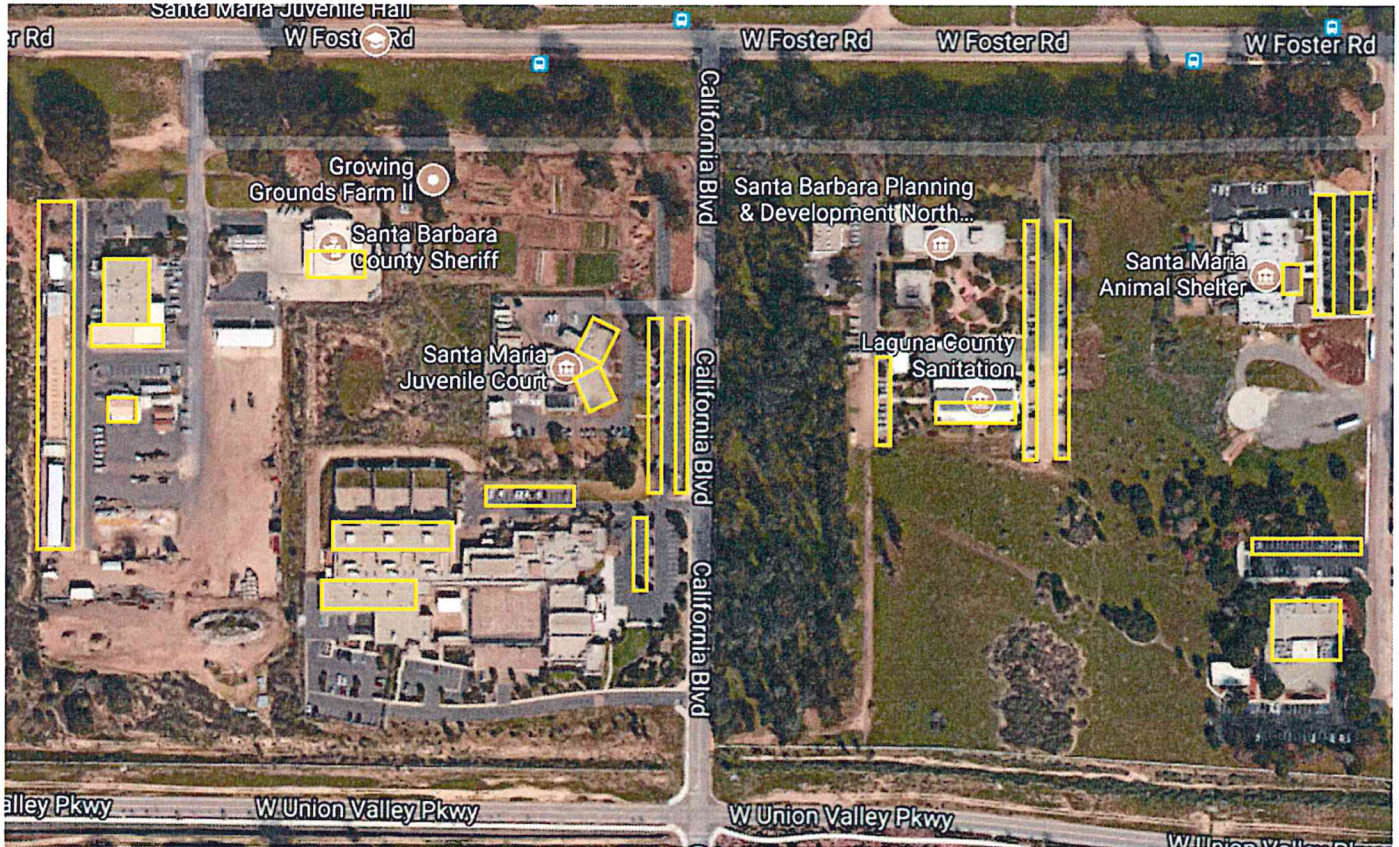 Santa Maria Juvenile Hall
W Foster Rd
W Foster Rd
W Foster Rd
W Foster Rd
California Blvd
Growing
Grounds Farm II
Santa Barbara
County Sheriff
Santa Barbara Planning
& Development North...
Santa Maria
Animal Shelter
Santa Maria
Juvenile Court
California Blvd
Laguna County
Sanitation
California Blvd
alley Pkwy
W Union Valley Pkwy
W Union Valley Pkwy